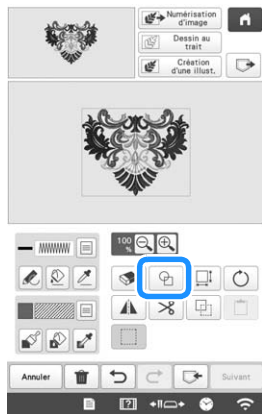 Numérisation
d'image
Dessin au
trait
Création
d'une illust.
100
%
Annuler
Suivant